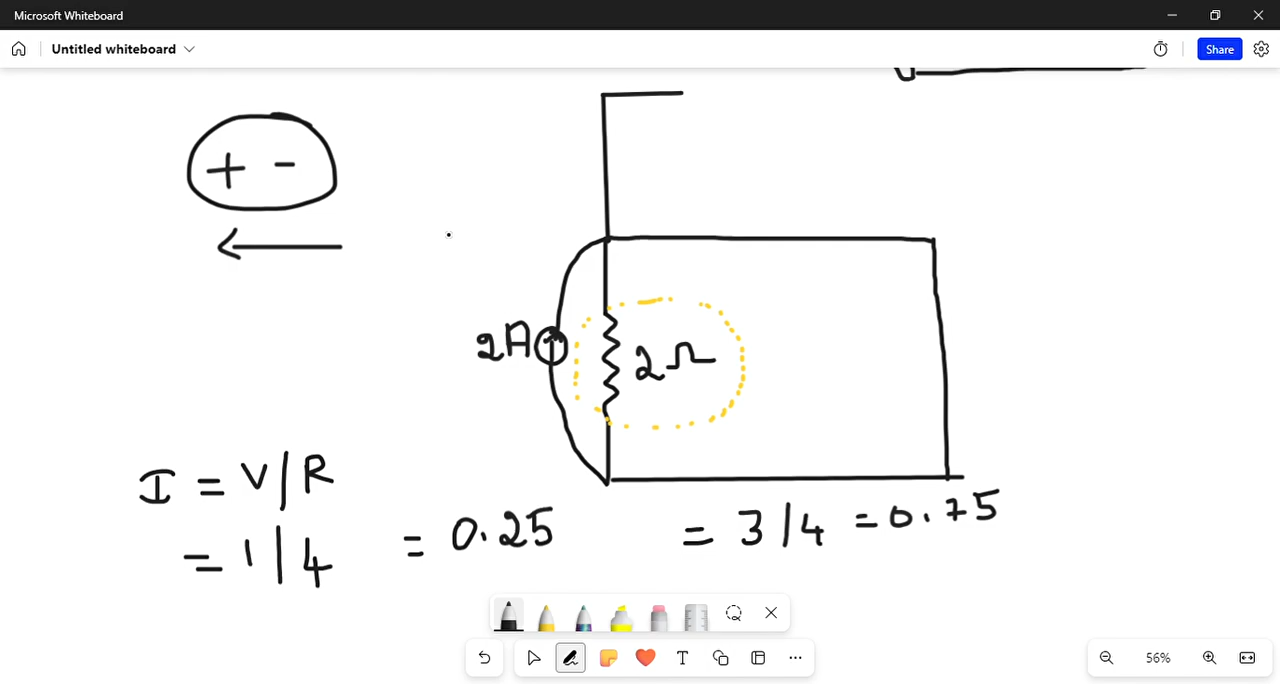 Microsoft Whiteboard
Untitled whiteboard
Share
+ -
2A
2Ω
I = V/R
= 1/4 = 0.25
= 3/4 = 0.75
T
56%